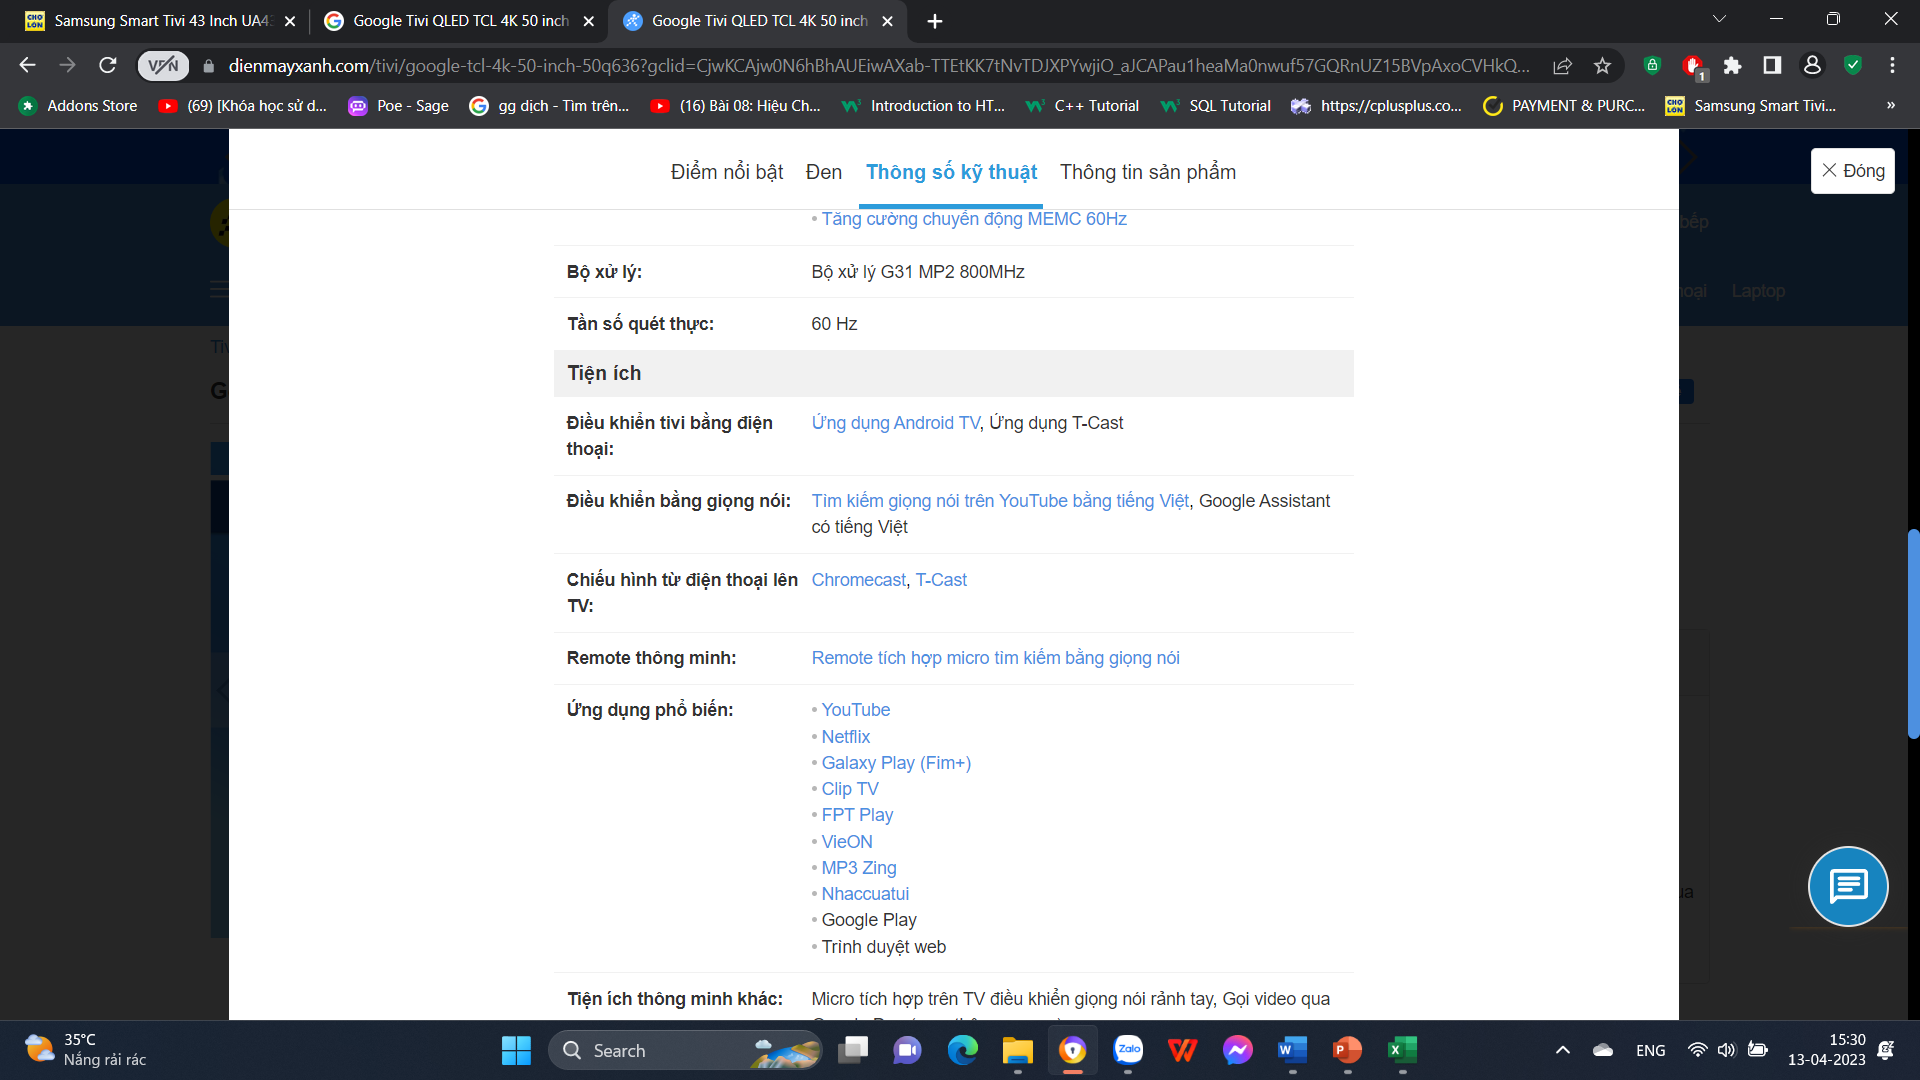 Samsung Smart Tivi 43 Inch UA43
Google Tivi QLED TCL 4K 50 inch
Google Tivi QLED TCL 4K 50 inch
VPN
dienmayxanh.com/tivi/google-tcl-4k-50-inch-50q636?gclid=CjwKCAjw0N6hBhAUEiwAXab-TTEtKK7tNvTDJXPYwjiO_aJCAPau1heaMa0nwuf57GQRnUZ15BVpAxoCVHkQ...
1
Addons Store
(69) [Khóa học sử d...
Poe - Sage
gg dịch - Tìm trên...
(16) Bài 08: Hiệu Ch...
Introduction to HT...
C++ Tutorial
SQL Tutorial
https://cplusplus.co...
PAYMENT & PURC...
Samsung Smart Tivi...
»
Điểm nổi bật
Đen
Thông số kỹ thuật
Thông tin sản phẩm
Đóng
• Tăng cường chuyển động MEMC 60Hz
bếp
Bộ xử lý: Bộ xử lý G31 MP2 800MHz
Laptop
Tần số quét thực: 60 Hz
Tiện ích
Điều khiển tivi bằng điện
thoại:
Ứng dụng Android TV, Ứng dụng T-Cast
Điều khiển bằng giọng nói:
Tìm kiếm giọng nói trên YouTube bằng tiếng Việt, Google Assistant
có tiếng Việt
Chiếu hình từ điện thoại lên
TV:
Chromecast, T-Cast
Remote thông minh: Remote tích hợp micro tìm kiếm bằng giọng nói
Ứng dụng phổ biến:
• YouTube
• Netflix
• Galaxy Play (Fim+)
• Clip TV
• FPT Play
• VieON
• MP3 Zing
• Nhaccuatui
• Google Play
• Trình duyệt web
Tiện ích thông minh khác: Micro tích hợp trên TV điều khiển giọng nói rảnh tay, Gọi video qua
35°C
Nắng rải rác
Search
Zalo
ENG
15:30
13-04-2023